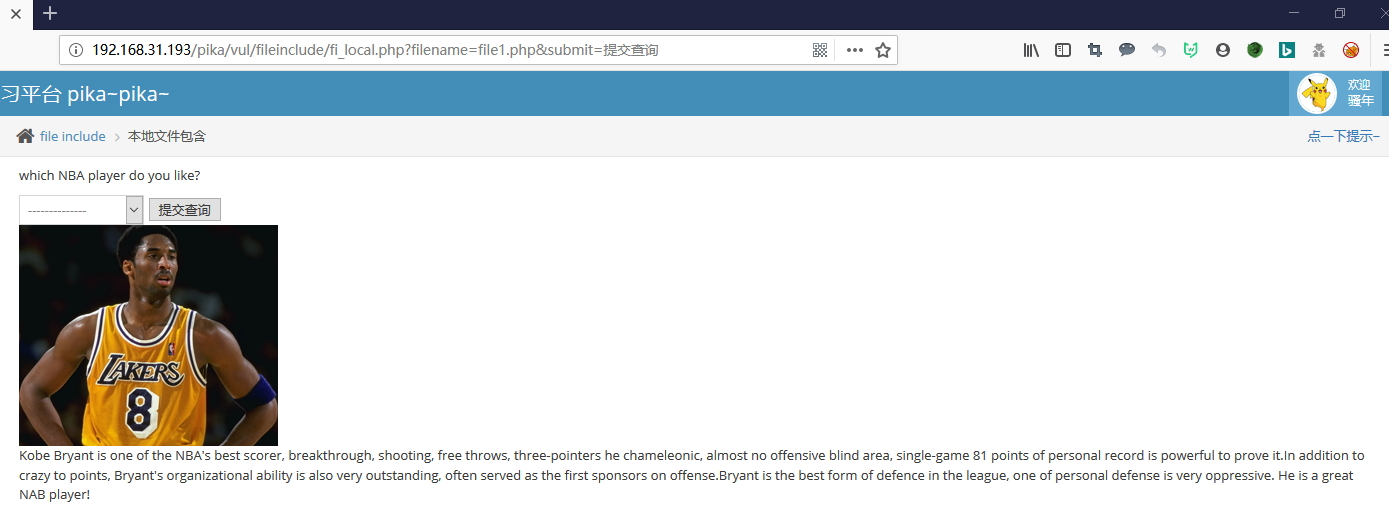 192.168.31.193/pika/vul/fileinclude/fi_local.php?filename=file1.php&submit=提交查询
习平台 pika~pika~
欢迎
骚年
file include > 本地文件包含
点一下提示~
which NBA player do you like?
--------------
提交查询
LAKERS
8
Kobe Bryant is one of the NBA's best scorer, breakthrough, shooting, free throws, three-pointers he chameleonic, almost no offensive blind area, single-game 81 points of personal record is powerful to prove it.In addition to
crazy to points, Bryant's organizational ability is also very outstanding, often served as the first sponsors on offense.Bryant is the best form of defence in the league, one of personal defense is very oppressive. He is a great
NAB player!